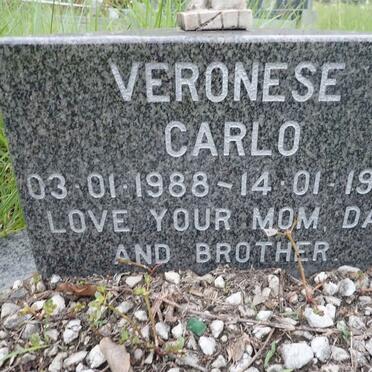 VERONESE
CARLO
03·01·1988~14·01·19
LOVE YOUR MOM DA
AND BROTHER